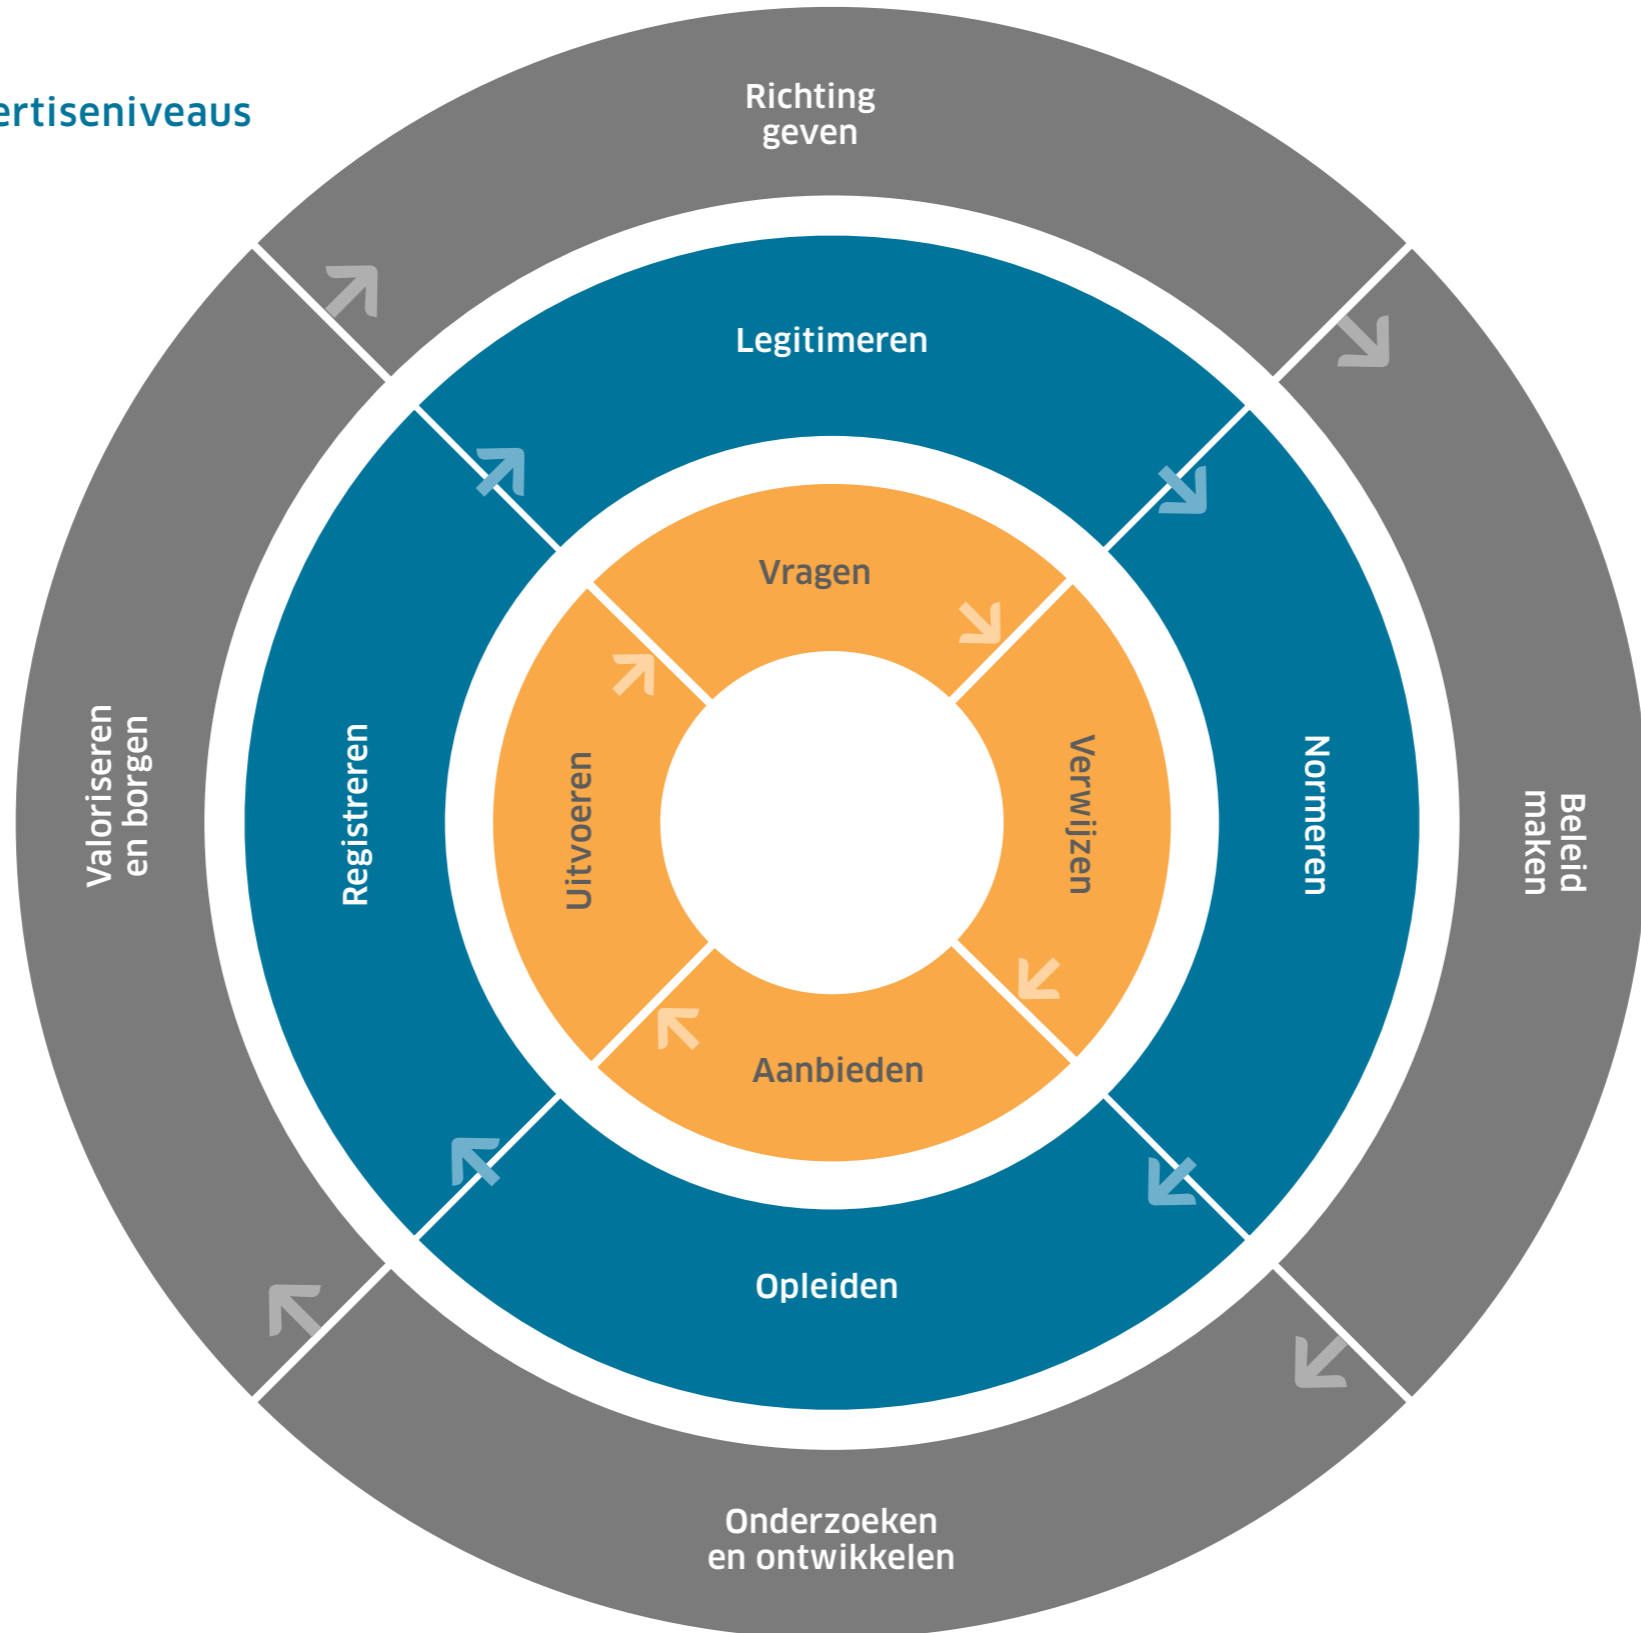 ertiseniveaus
Richting
geven
Legitimeren
Vragen
Valoriseren
en borgen
Registreren
Uitvoeren
Verwijzen
Normeren
Beleid
maken
Aanbieden
Opleiden
Onderzoeken
en ontwikkelen